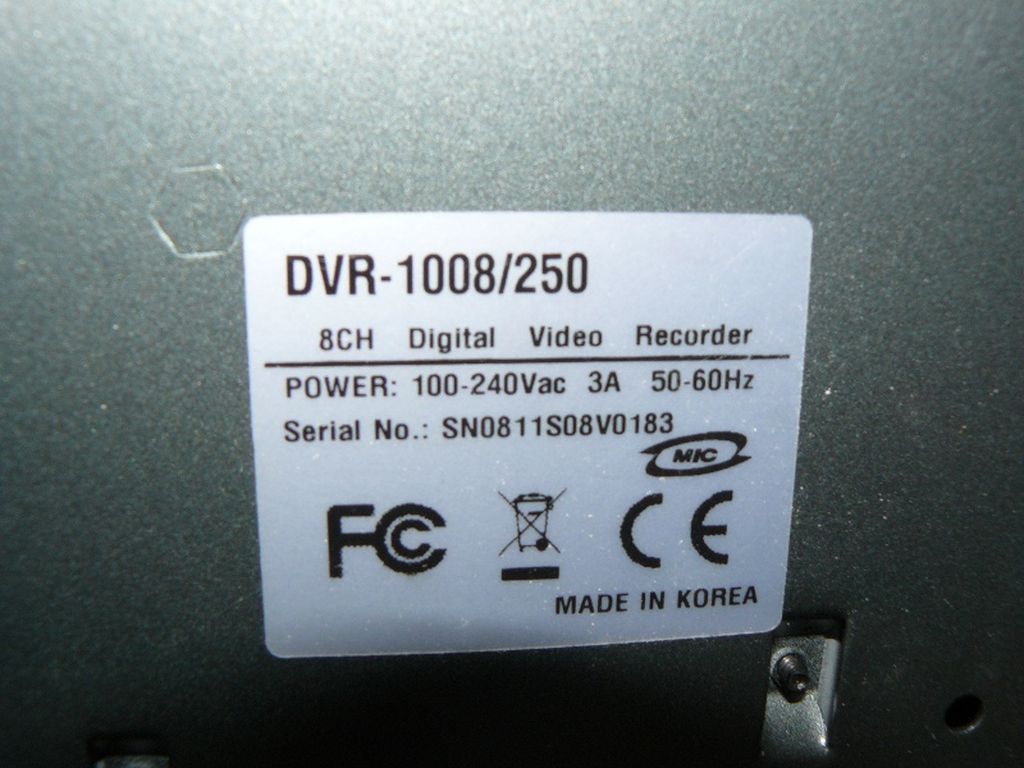 DVR-1008/250
8CH Digital Video Recorder
POWER: 100-240Vac 3A 50-60Hz
Serial No.: SN0811S08V0183
MIC
FC CE
MADE IN KOREA